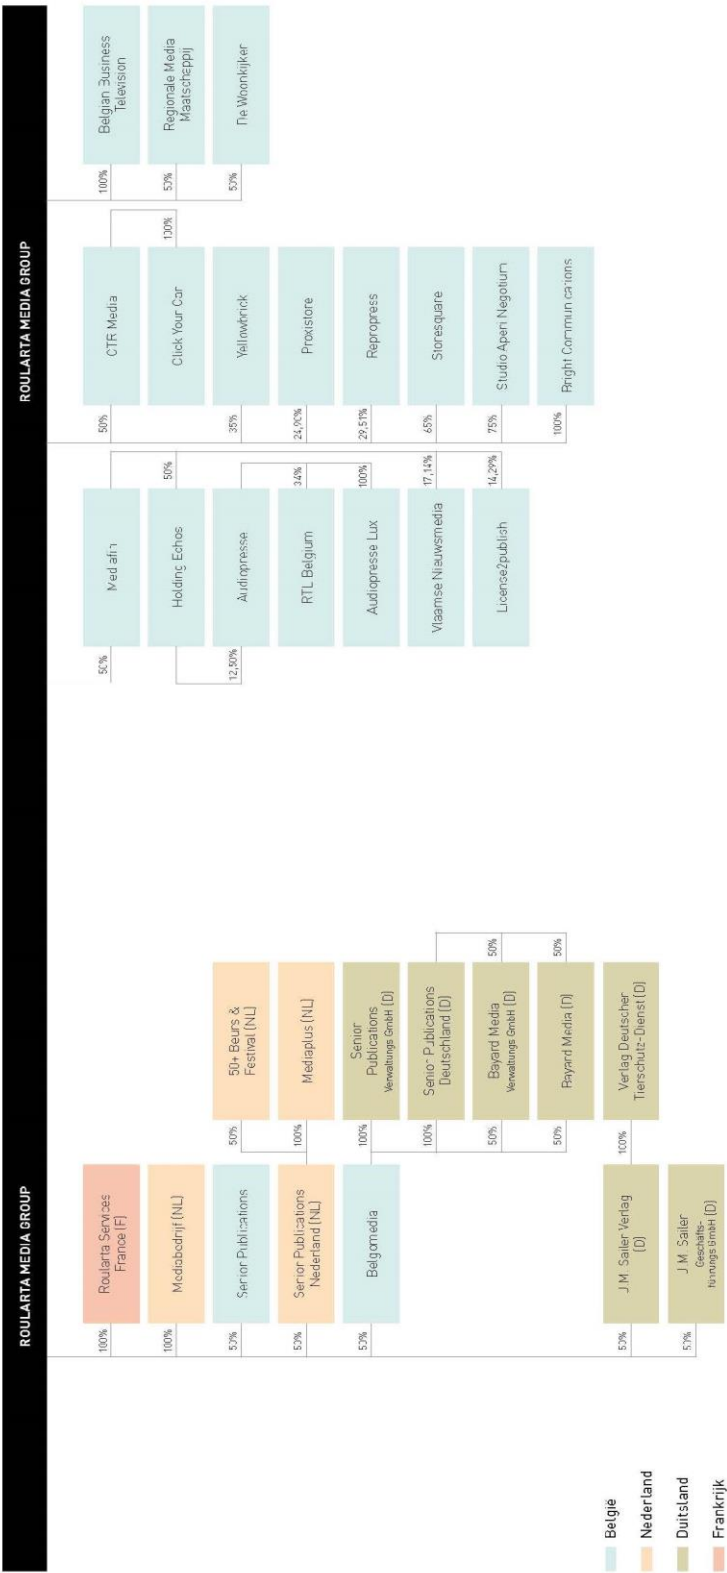 ROULARTA MEDIA GROUP
ROULARTA MEDIA GROUP
100%
Roularta Services
France (F)
100%
Mediabedrijf (NL)
50%
Senior Publications
50%
50+ Beurs &
Festival (NL)
50%
Senior Publications
Nederland (NL)
100%
Mediaplus (NL)
50%
Belgomedia
100%
Senior
Publications
Verwaltungs GmbH (D)
100%
Senior Publications
Deutschland (D)
50%
Bayard Media
Verwaltungs GmbH (D)
50%
50%
Bayard Media (D)
50%
50%
J.M. Sailer Verlag
(D)
100%
Verlag Deutscher
Tierschutz-Dienst (D)
50%
J.M. Sailer
Geschäfts-
führungs GmbH (D)
50%
Mediafin
Holding Echos
50%
12,50%
Audiopresse
RTL Belgium
34%
Audiopresse Lux
100%
Vlaamse Nieuwsmedia
17,14%
License2publish
14,29%
50%
CTR Media
Click Your Car
100%
35%
Yellowbrick
24,90%
Proxistore
29,51%
Repropress
65%
Storesquare
75%
Studio Aperi Negotium
100%
Bright Communications
100%
Belgian Business
Television
50%
Regionale Media
Maatschappij
50%
De Woonkijker
België
Nederland
Duitsland
Frankrijk